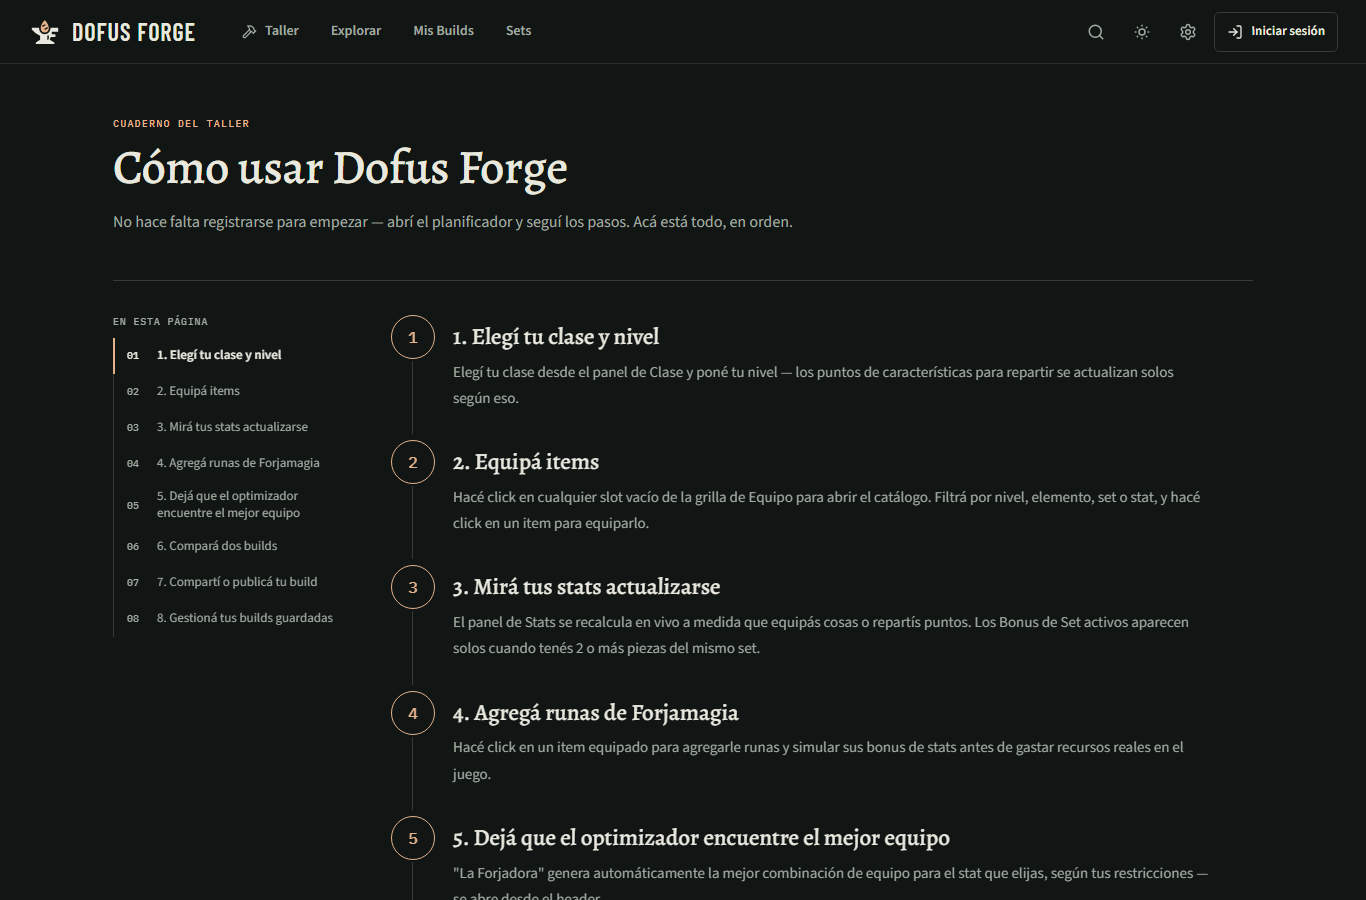 DOFUS FORGE
Taller
Explorar
Mis Builds
Sets
Iniciar sesión
CUADERNO DEL TALLER
Cómo usar Dofus Forge
No hace falta registrarse para empezar — abrí el planificador y seguí los pasos. Acá está todo, en orden.
EN ESTA PÁGINA
01 1. Elegí tu clase y nivel
02 2. Equipá items
03 3. Mirá tus stats actualizarse
04 4. Agregá runas de Forjamagia
05 5. Dejá que el optimizador
encuentre el mejor equipo
06 6. Compará dos builds
07 7. Compartí o publicá tu build
08 8. Gestioná tus builds guardadas
1
1. Elegí tu clase y nivel
Elegí tu clase desde el panel de Clase y poné tu nivel — los puntos de características para repartir se actualizan solos
según eso.
2
2. Equipá items
Hacé click en cualquier slot vacío de la grilla de Equipo para abrir el catálogo. Filtrá por nivel, elemento, set o stat, y hacé
click en un item para equiparlo.
3
3. Mirá tus stats actualizarse
El panel de Stats se recalcula en vivo a medida que equipás cosas o repartís puntos. Los Bonus de Set activos aparecen
solos cuando tenés 2 o más piezas del mismo set.
4
4. Agregá runas de Forjamagia
Hacé click en un item equipado para agregarle runas y simular sus bonus de stats antes de gastar recursos reales en el
juego.
5
5. Dejá que el optimizador encuentre el mejor equipo
"La Forjadora" genera automáticamente la mejor combinación de equipo para el stat que elijas, según tus restricciones —
se abre desde el header.